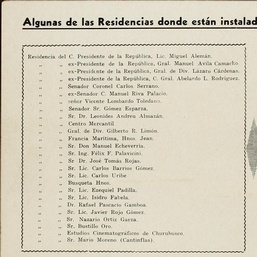 Algunas de las Residencias donde están instalad
Residencia del C. Presidente de la República, Lic. Miguel Alemán.
" " ex-Presidente de la República, Gral. Manuel Avila Camacho
" " ex-Presidente de la República, Gral. de Div. Lázaro Cárdenas.
" " ex-Presidente de la República, C. Gral. Abelardo L. Rodríguez.
" " Senador Coronel Carlos Serrano.
" " ex-Senador C. Manuel Riva Palacio.
" " señor Vicente Lombardo Toledano.
" " Senador Sr. Gómez Esparza.
" " Sr. Dr. Leonides Andreu Almazán.
" " Centro Mercantil
" " Gral. de Div. Gilberto R. Limón
" " Francia Marítima, Hnos. Jean.
" " Sr. Don Manuel Echeverría.
" " Sr. Ing. Félix F. Palavicini.
" " Sr. Dr. José Tomás Rojas.
" " Sr. Lic. Carlos Barrios Gómez.
" " Sr. Lic. Carlos Uribe
" " Busqueta Hnos.
" " Sr. Lic. Ezequiel Padilla.
" " Sr. Lic. Isidro Fabela.
" " Dr. Rafael Pascacio Gamboa.
" " Sr. Lic. Javier Rojo Gómez.
" " Sr. Nazario Ortiz Garza.
" " Sr. Bustillo Oro.
" " Estudios Cinematográficos de Churubusco.
" " Sr. Mario Moreno (Cantinflas)